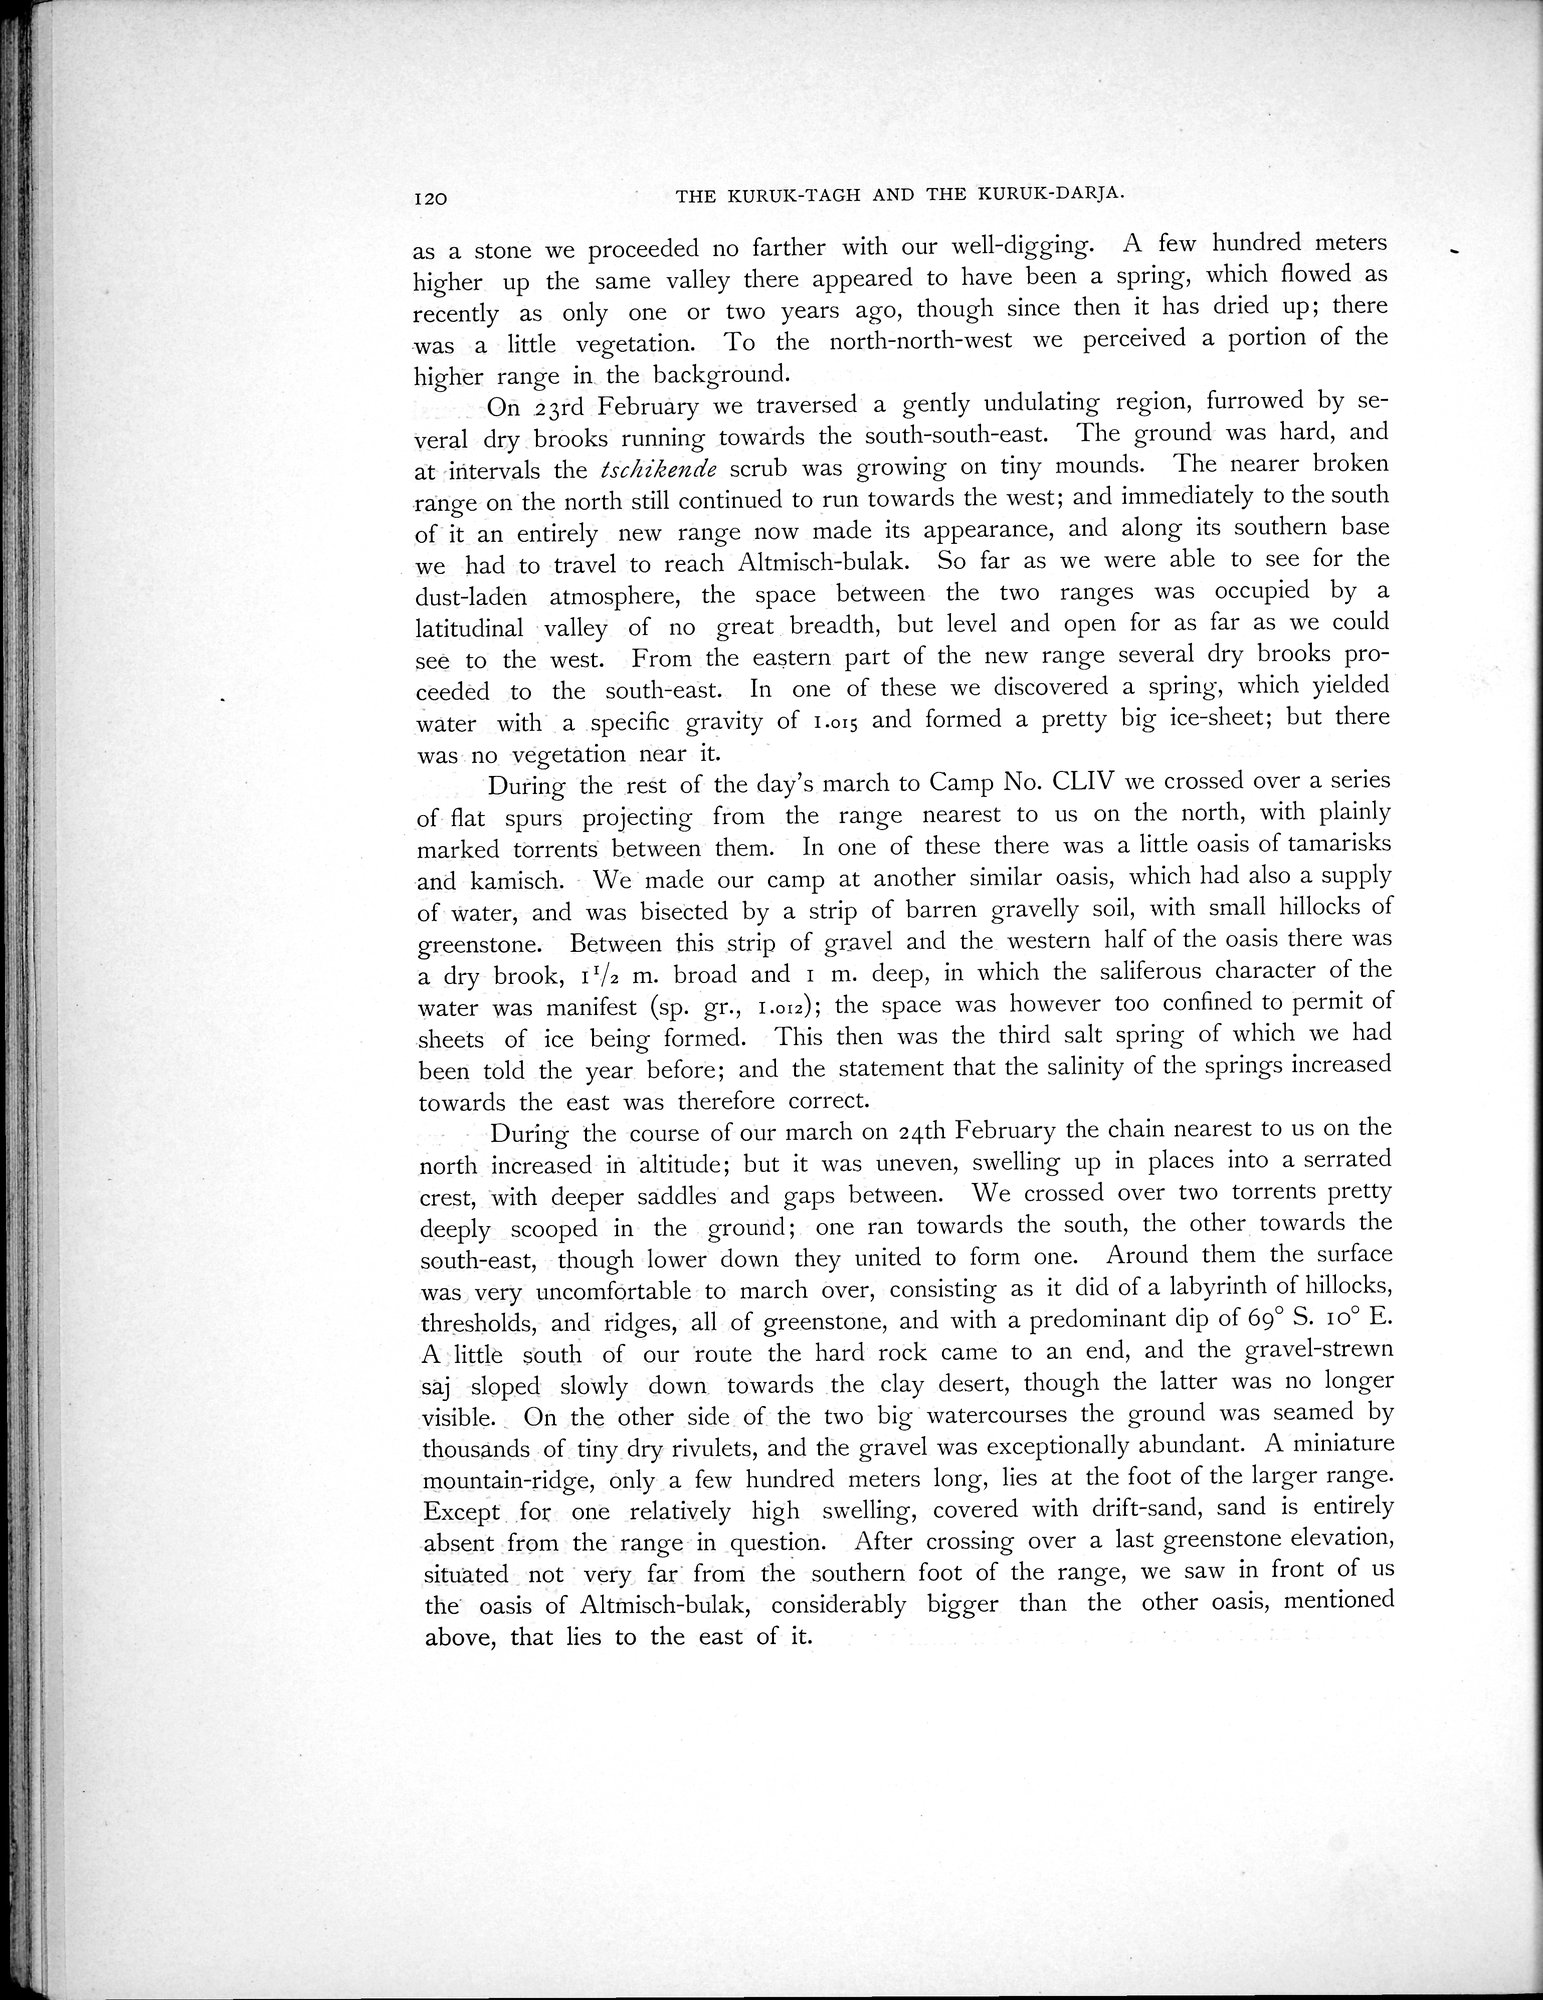 120 THE KURUK-TAGH AND THE KURUK-DARJA.
as a stone we proceeded no farther with our well-digging. A few hundred meters
higher up the same valley there appeared to have been a spring, which flowed as
recently as only one or two years ago, though since then it has dried up; there
was a little vegetation. To the north-north-west we perceived a portion of the
higher range in the background.
On 23rd February we traversed a gently undulating region, furrowed by se-
veral dry brooks running towards the south-south-east. The ground was hard, and
at intervals the tschikende scrub was growing on tiny mounds. The nearer broken
range on the north still continued to run towards the west; and immediately to the south
of it an entirely new range now made its appearance, and along its southern base
we had to travel to reach Altmisch-bulak. So far as we were able to see for the
dust-laden atmosphere, the space between the two ranges was occupied by a
latitudinal valley of no great breadth, but level and open for as far as we could
see to the west. From the eastern part of the new range several dry brooks pro-
ceeded to the south-east. In one of these we discovered a spring, which yielded
water with a specific gravity of 1.015 and formed a pretty big ice-sheet; but there
was no vegetation near it.
During the rest of the day's march to Camp No. CLIV we crossed over a series
of flat spurs projecting from the range nearest to us on the north, with plainly
marked torrents between them. In one of these there was a little oasis of tamarisks
and kamisch. We made our camp at another similar oasis, which had also a supply
of water, and was bisected by a strip of barren gravelly soil, with small hillocks of
greenstone. Between this strip of gravel and the western half of the oasis there was
a dry brook, 1 1/2 m. broad and 1 m. deep, in which the saliferous character of the
water was manifest (sp. gr., 1.012); the space was however too confined to permit of
sheets of ice being formed. This then was the third salt spring of which we had
been told the year before; and the statement that the salinity of the springs increased
towards the east was therefore correct.
During the course of our march on 24th February the chain nearest to us on the
north increased in altitude; but it was uneven, swelling up in places into a serrated
crest, with deeper saddles and gaps between. We crossed over two torrents pretty
deeply scooped in the ground; one ran towards the south, the other towards the
south-east, though lower down they united to form one. Around them the surface
was very uncomfortable to march over, consisting as it did of a labyrinth of hillocks,
thresholds, and ridges, all of greenstone, and with a predominant dip of 69° S. 10° E.
A little south of our route the hard rock came to an end, and the gravel-strewn
saj sloped slowly down towards the clay desert, though the latter was no longer
visible. On the other side of the two big watercourses the ground was seamed by
thousands of tiny dry rivulets, and the gravel was exceptionally abundant. A miniature
mountain-ridge, only a few hundred meters long, lies at the foot of the larger range.
Except for one relatively high swelling, covered with drift-sand, sand is entirely
absent from the range in question. After crossing over a last greenstone elevation,
situated not very far from the southern foot of the range, we saw in front of us
the oasis of Altmisch-bulak, considerably bigger than the other oasis, mentioned
above, that lies to the east of it.